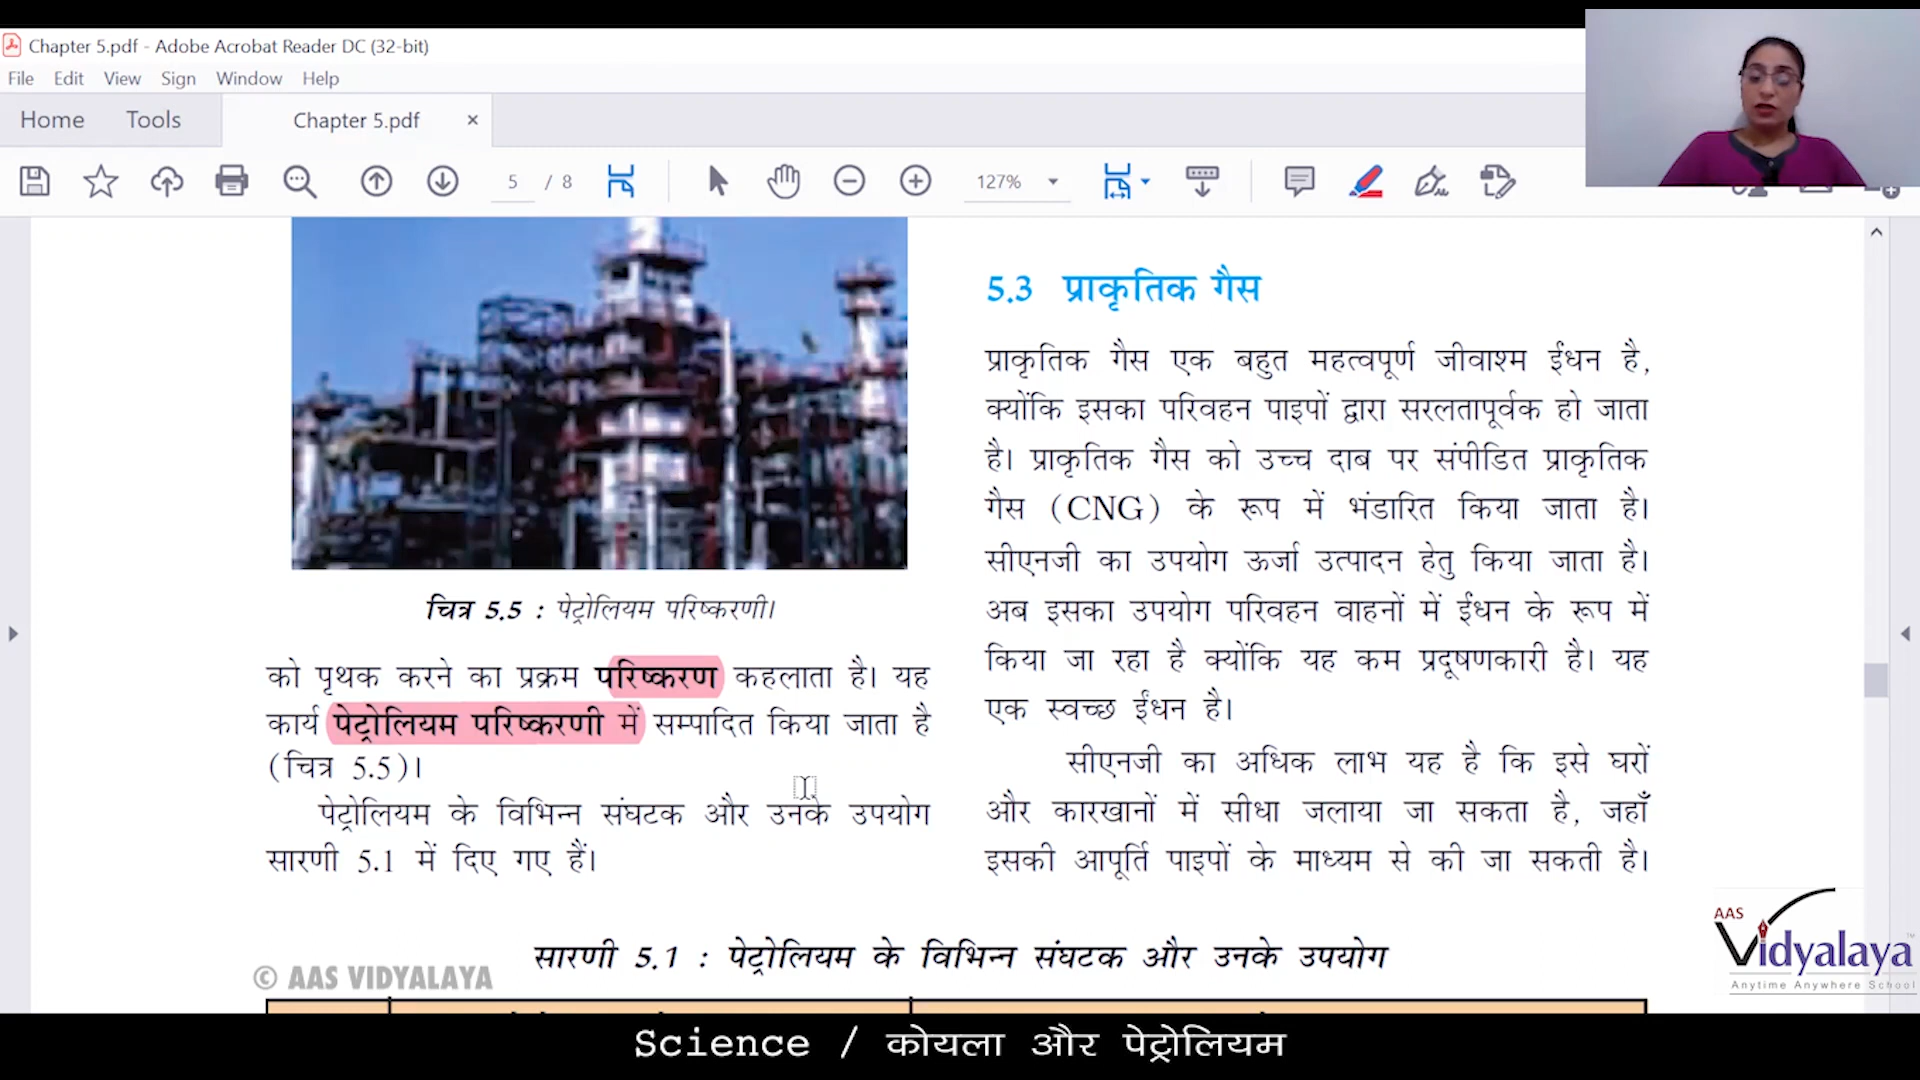 Chapter 5.pdf - Adobe Acrobat Reader DC (32-bit)
File Edit View Sign Window Help
Home Tools Chapter 5.pdf ×
5 / 8 127%
चित्र 5.5 : पेट्रोलियम परिष्करणी।
को पृथक करने का प्रक्रम परिष्करण कहलाता है। यह
कार्य पेट्रोलियम परिष्करणी में सम्पादित किया जाता है
(चित्र 5.5)।
पेट्रोलियम के विभिन्न संघटक और उनके उपयोग
सारणी 5.1 में दिए गए हैं।
5.3 प्राकृतिक गैस
प्राकृतिक गैस एक बहुत महत्वपूर्ण जीवाश्म ईंधन है,
क्योंकि इसका परिवहन पाइपों द्वारा सरलतापूर्वक हो जाता
है। प्राकृतिक गैस को उच्च दाब पर संपीडित प्राकृतिक
गैस (CNG) के रूप में भंडारित किया जाता है।
सीएनजी का उपयोग ऊर्जा उत्पादन हेतु किया जाता है।
अब इसका उपयोग परिवहन वाहनों में ईंधन के रूप में
किया जा रहा है क्योंकि यह कम प्रदूषणकारी है। यह
एक स्वच्छ ईंधन है।
सीएनजी का अधिक लाभ यह है कि इसे घरों
और कारखानों में सीधा जलाया जा सकता है, जहाँ
इसकी आपूर्ति पाइपों के माध्यम से की जा सकती है।
सारणी 5.1 : पेट्रोलियम के विभिन्न संघटक और उनके उपयोग
© AAS VIDYALAYA
AAS
Vidyalaya
Anytime Anywhere School
Science / कोयला और पेट्रोलियम